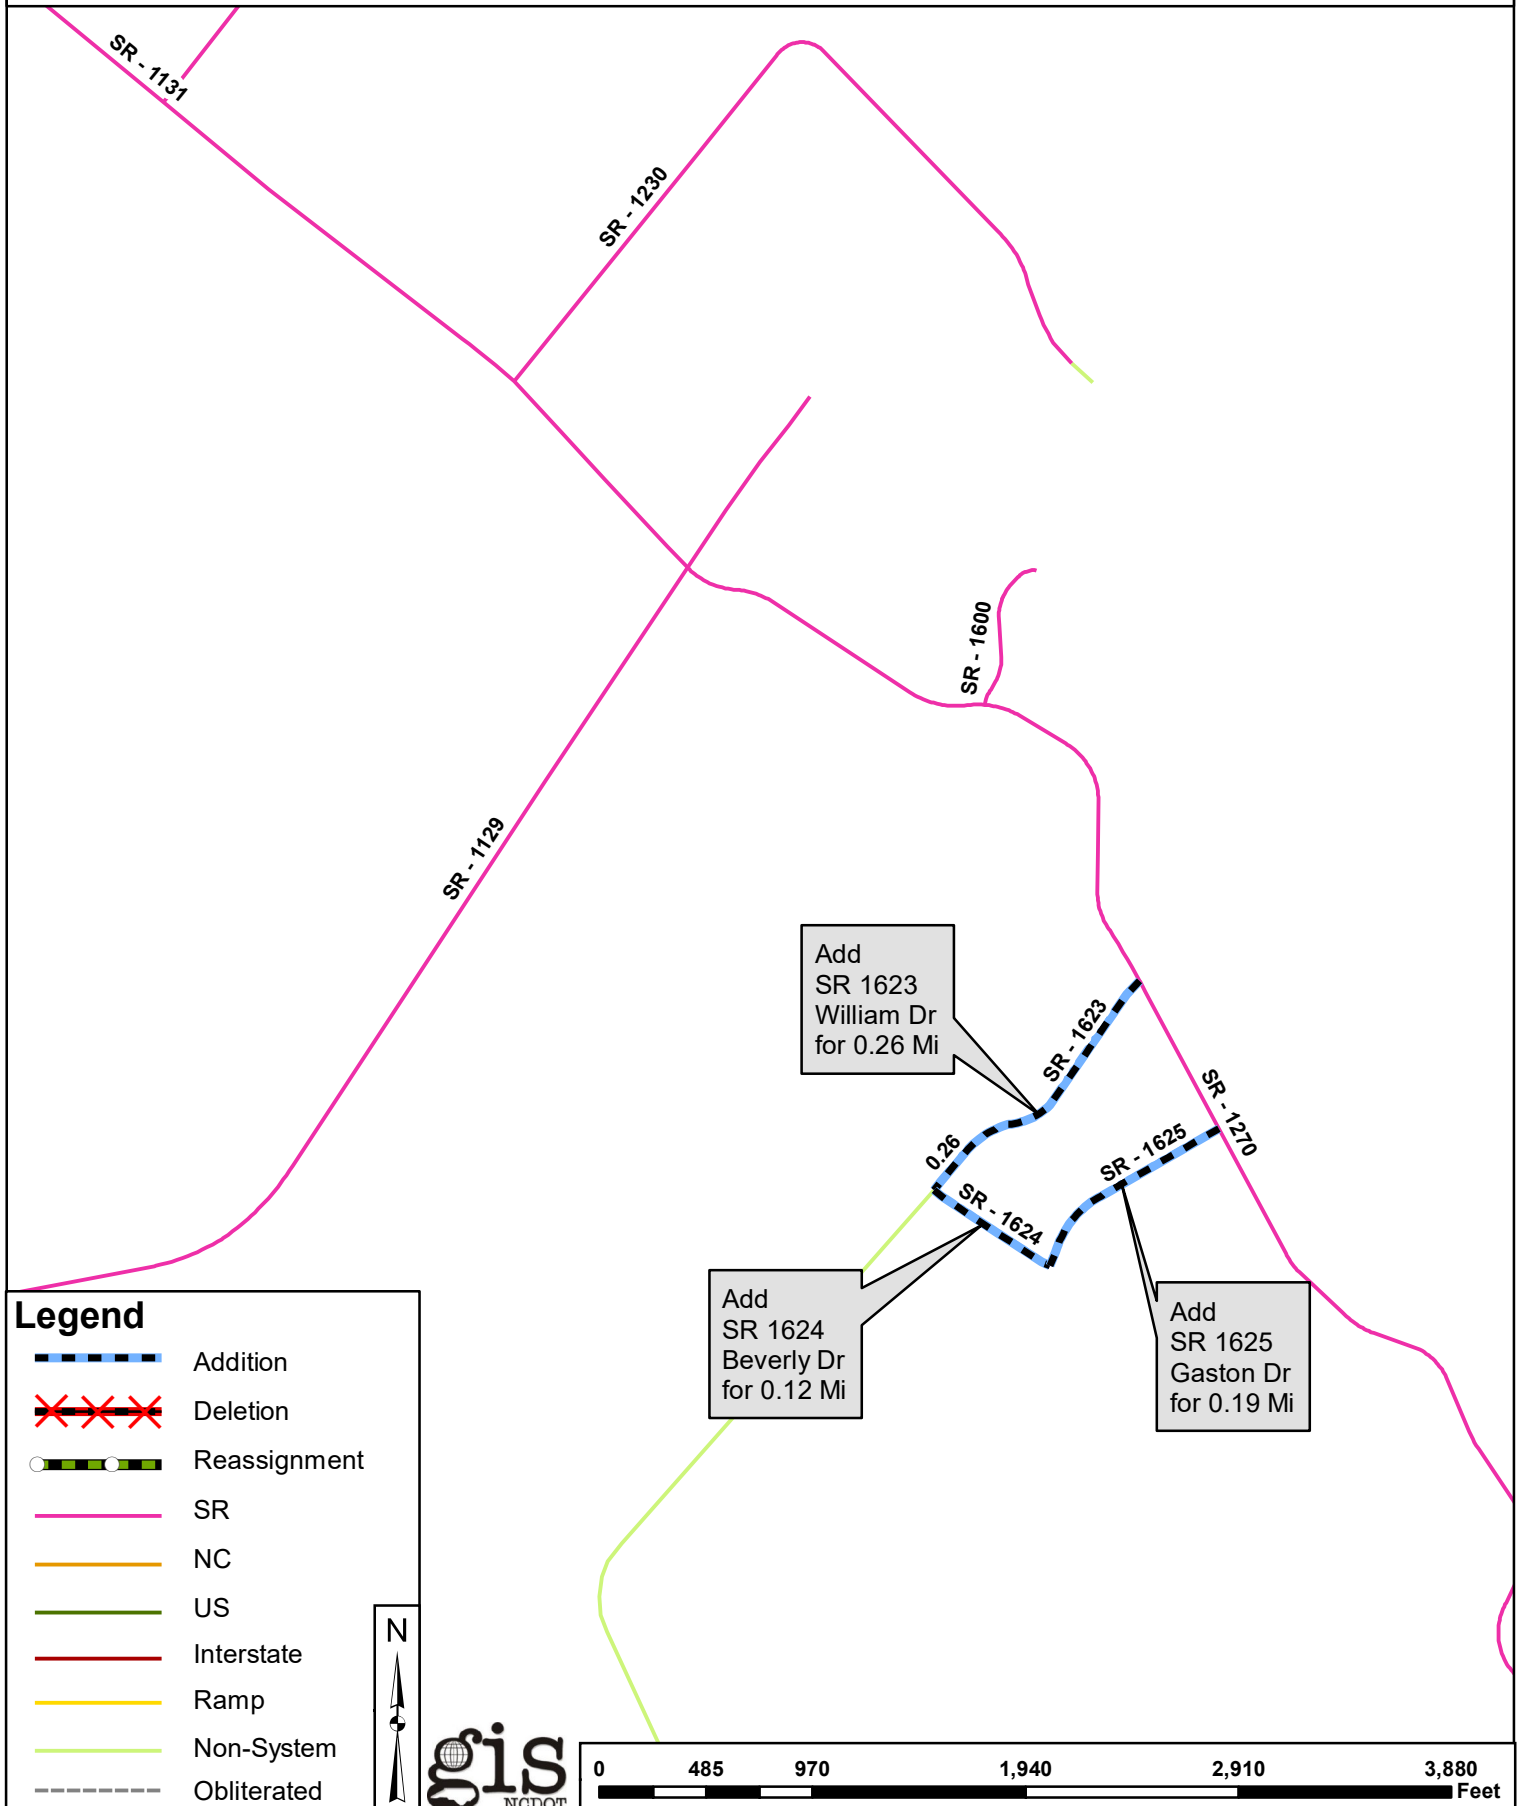 SR - 1131
SR - 1230
SR - 1600
SR - 1129
Add
SR 1623
William Dr
for 0.26 Mi
SR - 1623
SR - 1270
0.26
SR - 1625
SR - 1624
Add
SR 1624
Beverly Dr
for 0.12 Mi
Add
SR 1625
Gaston Dr
for 0.19 Mi
Legend
Addition
Deletion
Reassignment
SR
NC
US
Interstate
Ramp
Non-System
Obliterated
N
gis
NCDOT
0 485 970 1,940 2,910 3,880
Feet